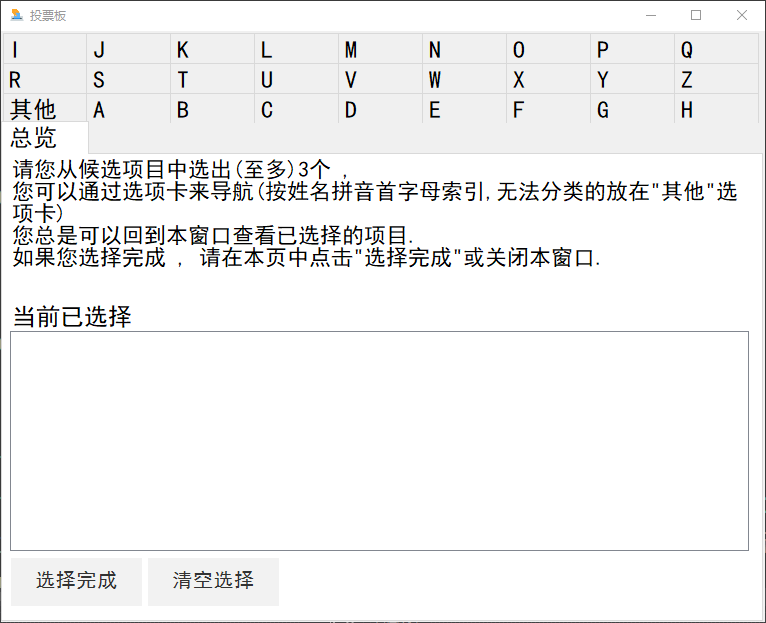 投票板
I J K L M N O P Q
R S T U V W X Y Z
其他 A B C D E F G H
总览
请您从候选项目中选出(至多)3个 ,
您可以通过选项卡来导航(按姓名拼音首字母索引,无法分类的放在"其他"选
项卡)
您总是可以回到本窗口查看已选择的项目.
如果您选择完成 , 请在本页中点击"选择完成"或关闭本窗口.
当前已选择
选择完成 清空选择